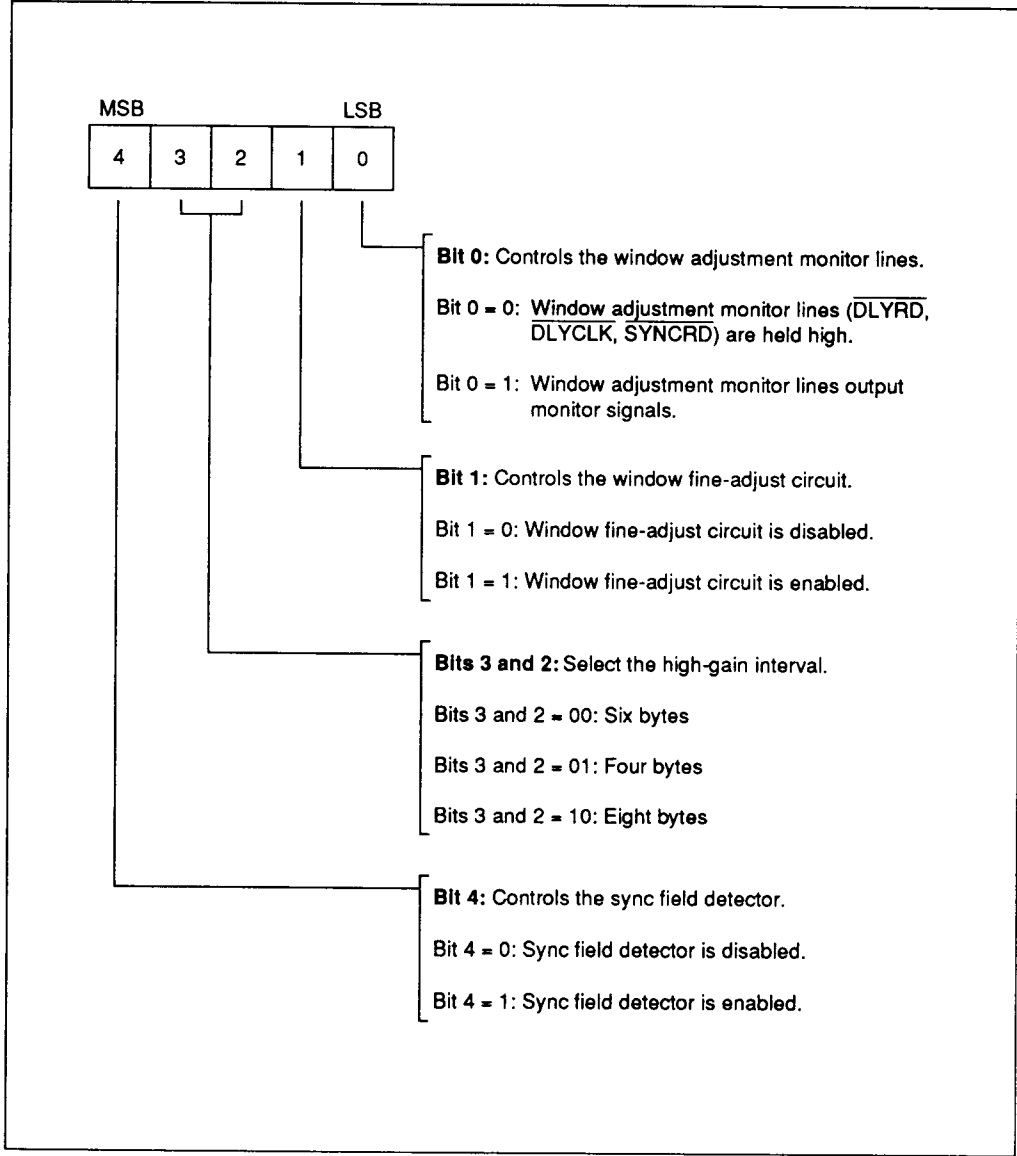 MSB LSB
4 3 2 1 0
Bit 0: Controls the window adjustment monitor lines.
Bit 0 = 0: Window adjustment monitor lines (D̅L̅Y̅R̅D̅,
D̅L̅Y̅C̅L̅K̅, S̅Y̅N̅C̅R̅D̅) are held high.
Bit 0 = 1: Window adjustment monitor lines output
monitor signals.
Bit 1: Controls the window fine-adjust circuit.
Bit 1 = 0: Window fine-adjust circuit is disabled.
Bit 1 = 1: Window fine-adjust circuit is enabled.
Bits 3 and 2: Select the high-gain interval.
Bits 3 and 2 = 00: Six bytes
Bits 3 and 2 = 01: Four bytes
Bits 3 and 2 = 10: Eight bytes
Bit 4: Controls the sync field detector.
Bit 4 = 0: Sync field detector is disabled.
Bit 4 = 1: Sync field detector is enabled.